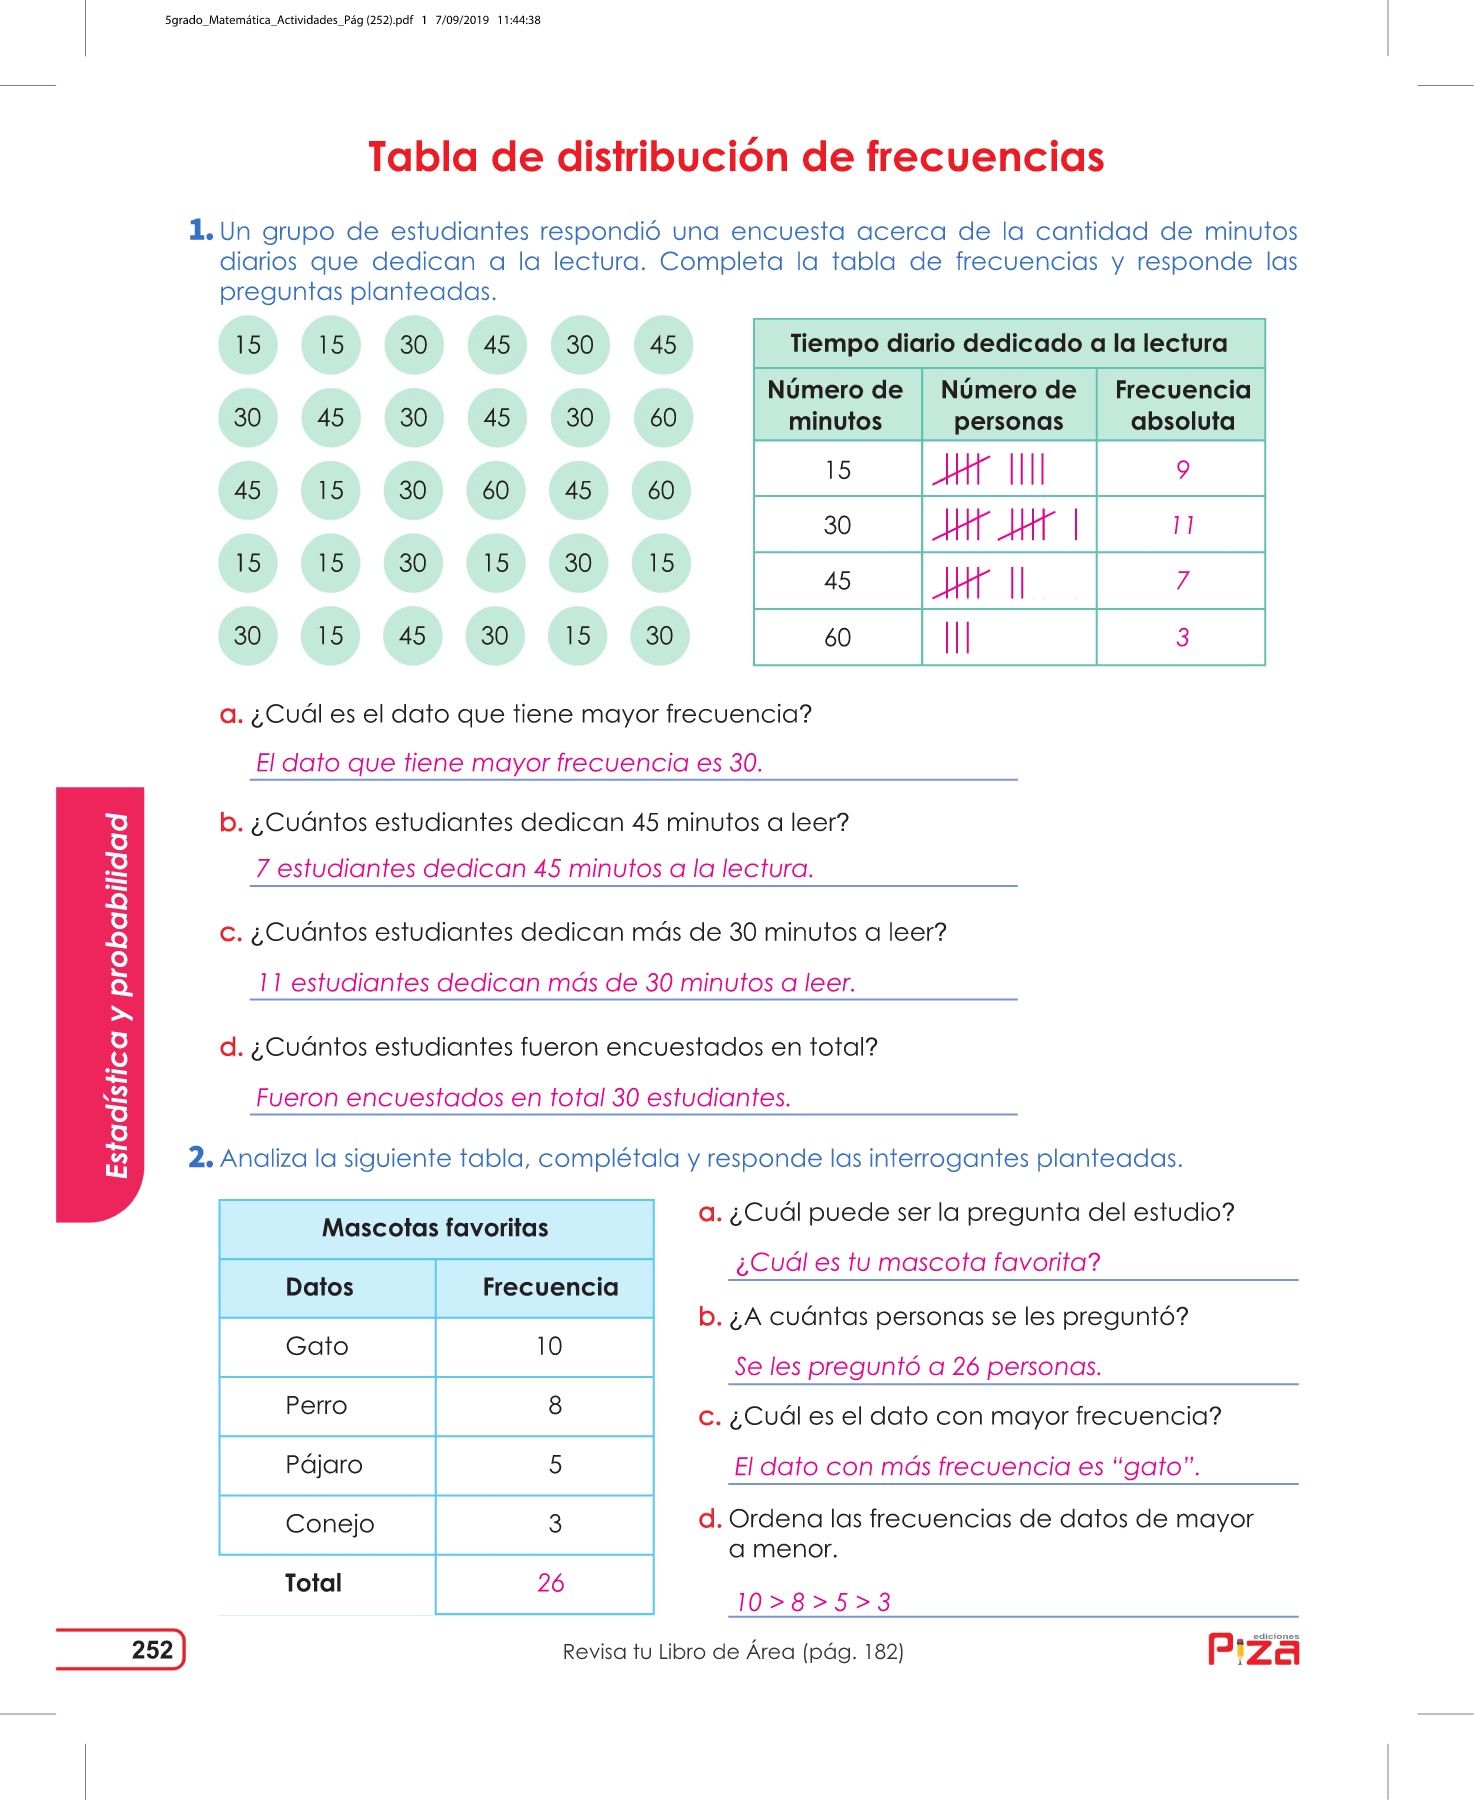 5grado_Matemática_Actividades_Pág (252).pdf 1 7/09/2019 11:44:38
Tabla de distribución de frecuencias
1. Un grupo de estudiantes respondió una encuesta acerca de la cantidad de minutos
diarios que dedican a la lectura. Completa la tabla de frecuencias y responde las
preguntas planteadas.
15 15 30 45 30 45
30 45 30 45 30 60
45 15 30 60 45 60
15 15 30 15 30 15
30 15 45 30 15 30
Tiempo diario dedicado a la lectura
Número de minutos Número de personas Frecuencia absoluta
15 9
30 11
45 7
60 3
a. ¿Cuál es el dato que tiene mayor frecuencia?
El dato que tiene mayor frecuencia es 30.
b. ¿Cuántos estudiantes dedican 45 minutos a leer?
7 estudiantes dedican 45 minutos a la lectura.
c. ¿Cuántos estudiantes dedican más de 30 minutos a leer?
11 estudiantes dedican más de 30 minutos a leer.
d. ¿Cuántos estudiantes fueron encuestados en total?
Fueron encuestados en total 30 estudiantes.
Estadística y probabilidad
2. Analiza la siguiente tabla, complétala y responde las interrogantes planteadas.
Mascotas favoritas
Datos Frecuencia
Gato 10
Perro 8
Pájaro 5
Conejo 3
Total 26
a. ¿Cuál puede ser la pregunta del estudio?
¿Cuál es tu mascota favorita?
b. ¿A cuántas personas se les preguntó?
Se les preguntó a 26 personas.
c. ¿Cuál es el dato con mayor frecuencia?
El dato con más frecuencia es “gato”.
d. Ordena las frecuencias de datos de mayor
a menor.
10 > 8 > 5 > 3
252
Revisa tu Libro de Área (pág. 182)
ediciones
Piza